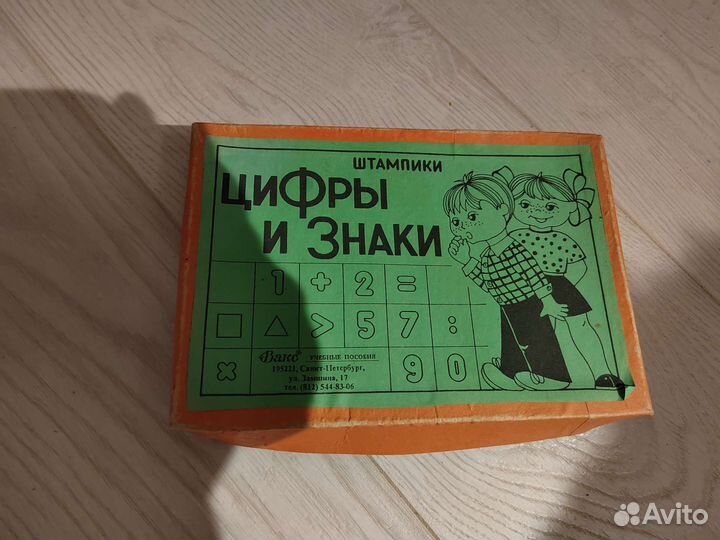 ШТАМПИКИ
ЦИФРЫ
И ЗНАКИ
1 + 2 =
□ △ > 5 7 :
× 9 0
Вакс УЧЕБНЫЕ ПОСОБИЯ
195221, Санкт-Петербург,
ул. Замшина, 17
тел. (812) 544-83-06
Avito